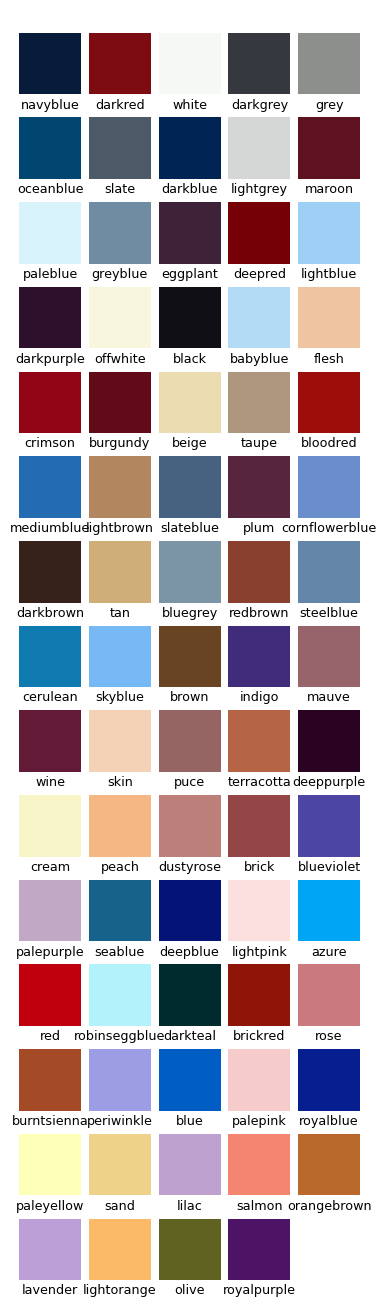 navyblue darkred white darkgrey grey
oceanblue slate darkblue lightgrey maroon
paleblue greyblue eggplant deepred lightblue
darkpurple offwhite black babyblue flesh
crimson burgundy beige taupe bloodred
mediumblue lightbrown slateblue plum cornflowerblue
darkbrown tan bluegrey redbrown steelblue
cerulean skyblue brown indigo mauve
wine skin puce terracotta deeppurple
cream peach dustyrose brick blueviolet
palepurple seablue deepblue lightpink azure
red robinseggblue darkteal brickred rose
burntsienna periwinkle blue palepink royalblue
paleyellow sand lilac salmon orangebrown
lavender lightorange olive royalpurple